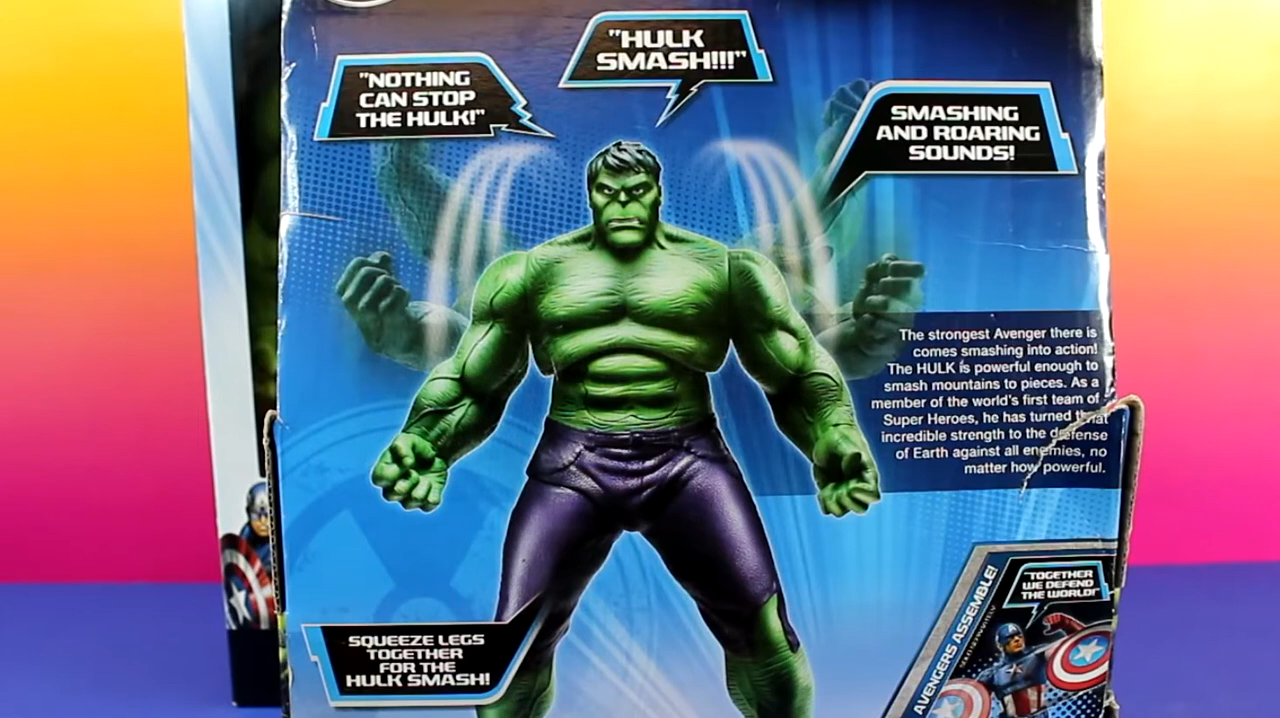 "HULK
SMASH!!!"
"NOTHING
CAN STOP
THE HULK!"
SMASHING
AND ROARING
SOUNDS!
The strongest Avenger there is
comes smashing into action!
The HULK is powerful enough to
smash mountains to pieces. As a
member of the world's first team of
Super Heroes, he has turned that
incredible strength to the defense
of Earth against all enemies, no
matter how powerful.
SQUEEZE LEGS
TOGETHER
FOR THE
HULK SMASH!
AVENGERS ASSEMBLE!
SOLD SEPARATELY
"TOGETHER
WE DEFEND
THE WORLD!"